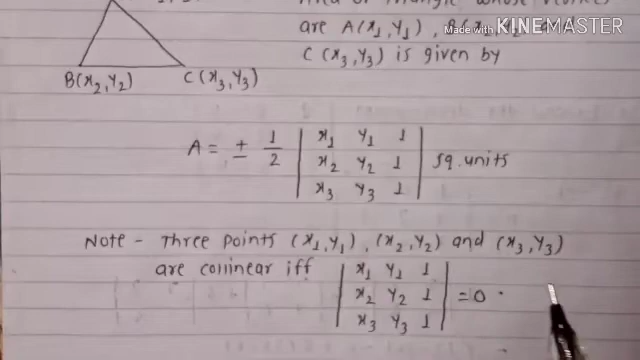 are A(x1, y1), B(x2, y2)
Made with KINEMASTER
C(x3, y3) is given by
B(x2, y2) C(x3, y3)
A = ± 1/2 | x1 y1 1 | sq. units
| x2 y2 1 |
| x3 y3 1 |
Note - Three points (x1, y1), (x2, y2) and (x3, y3)
are collinear iff | x1 y1 1 |
| x2 y2 1 | = 0 .
| x3 y3 1 |